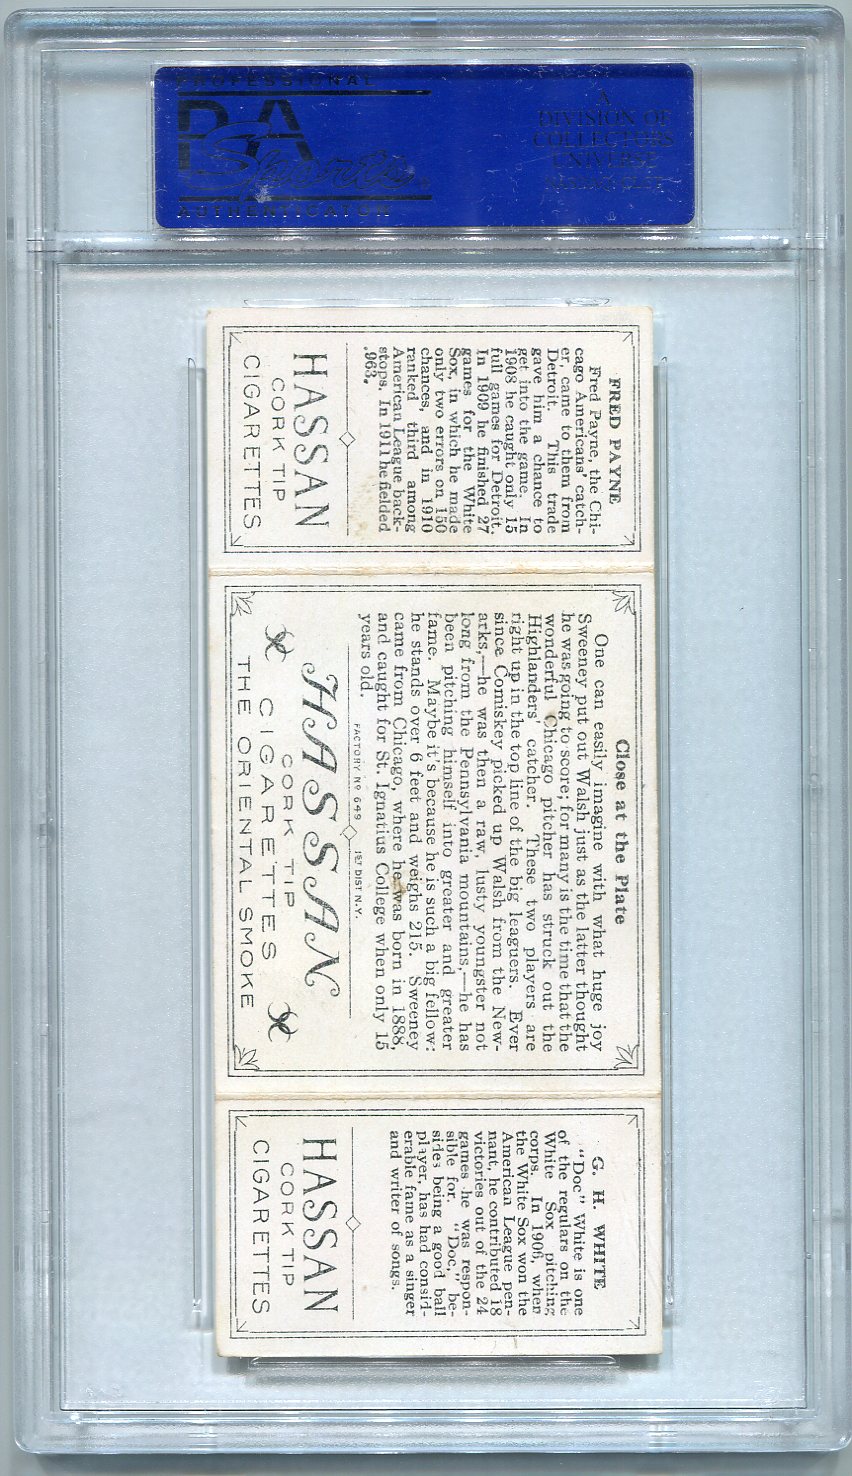 PROFESSIONAL
PSA
Sports
AUTHENTICATOR
A
DIVISION OF
COLLECTORS
UNIVERSE
NASDAQ: CLCT
FRED PAYNE
Fred Payne, the Chi-
cago Americans' catch-
er, came to them from
Detroit. This trade
gave him a chance to
get into the game. In
1908 he caught only 15
full games for Detroit.
In 1909 he finished 27
games for the White
Sox, in which he made
only two errors on 150
chances, and in 1910
ranked third among
American League back-
stops. In 1911 he fielded
.963.
HASSAN
CORK TIP
CIGARETTES
Close at the Plate
One can easily imagine with what huge joy
Sweeney put out Walsh just as the latter thought
he was going to score; for many is the time that the
wonderful Chicago pitcher has struck out the
Highlanders' catcher. These two players are
right up in the top line of the big leaguers. Ever
since Comiskey picked up Walsh from the New-
arks,—he was then a raw, lusty youngster not
long from the Pennsylvania mountains,—he has
been pitching himself into greater and greater
fame. Maybe it's because he is such a big fellow:
he stands over 6 feet and weighs 215. Sweeney
came from Chicago, where he was born in 1888,
and caught for St. Ignatius College when only 15
years old.
FACTORY Nº 649 1ST DIST N.Y.
HASSAN
CORK TIP
CIGARETTES
THE ORIENTAL SMOKE
G. H. WHITE
"Doc" White is one
of the regulars on the
White Sox pitching
corps. In 1906, when
the White Sox won the
American League pen-
nant, he contributed 18
victories out of the 24
games he was respon-
sible for. "Doc," be-
sides being a good ball
player, has had consid-
erable fame as a singer
and writer of songs.
HASSAN
CORK TIP
CIGARETTES